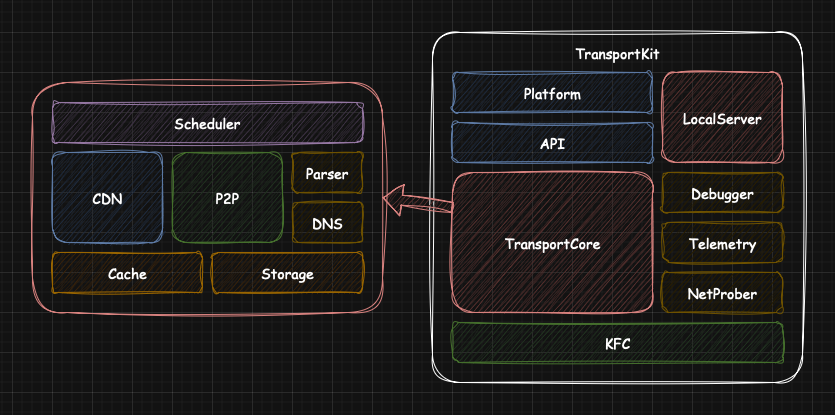 Scheduler
CDN
P2P
Parser
DNS
Cache
Storage
TransportKit
Platform
API
LocalServer
TransportCore
Debugger
Telemetry
NetProber
KFC